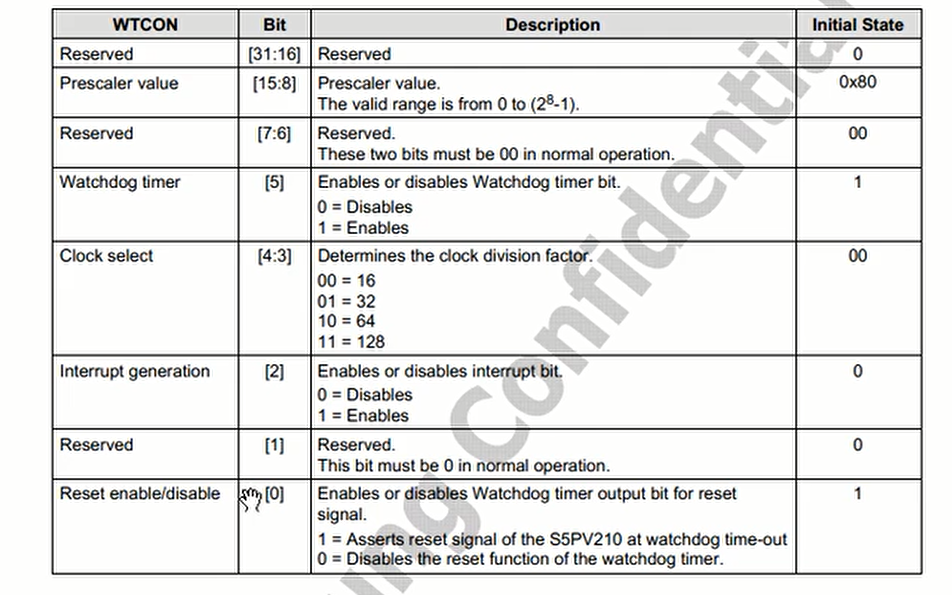 WTCON Bit Description Initial State
Reserved [31:16] Reserved 0
Prescaler value [15:8] Prescaler value. 0x80
The valid range is from 0 to (2⁸-1).
Reserved [7:6] Reserved. 00
These two bits must be 00 in normal operation.
Watchdog timer [5] Enables or disables Watchdog timer bit. 1
0 = Disables
1 = Enables
Clock select [4:3] Determines the clock division factor. 00
00 = 16
01 = 32
10 = 64
11 = 128
Interrupt generation [2] Enables or disables interrupt bit. 0
0 = Disables
1 = Enables
Reserved [1] Reserved. 0
This bit must be 0 in normal operation.
Reset enable/disable [0] Enables or disables Watchdog timer output bit for reset 1
signal.
1 = Asserts reset signal of the S5PV210 at watchdog time-out
0 = Disables the reset function of the watchdog timer.